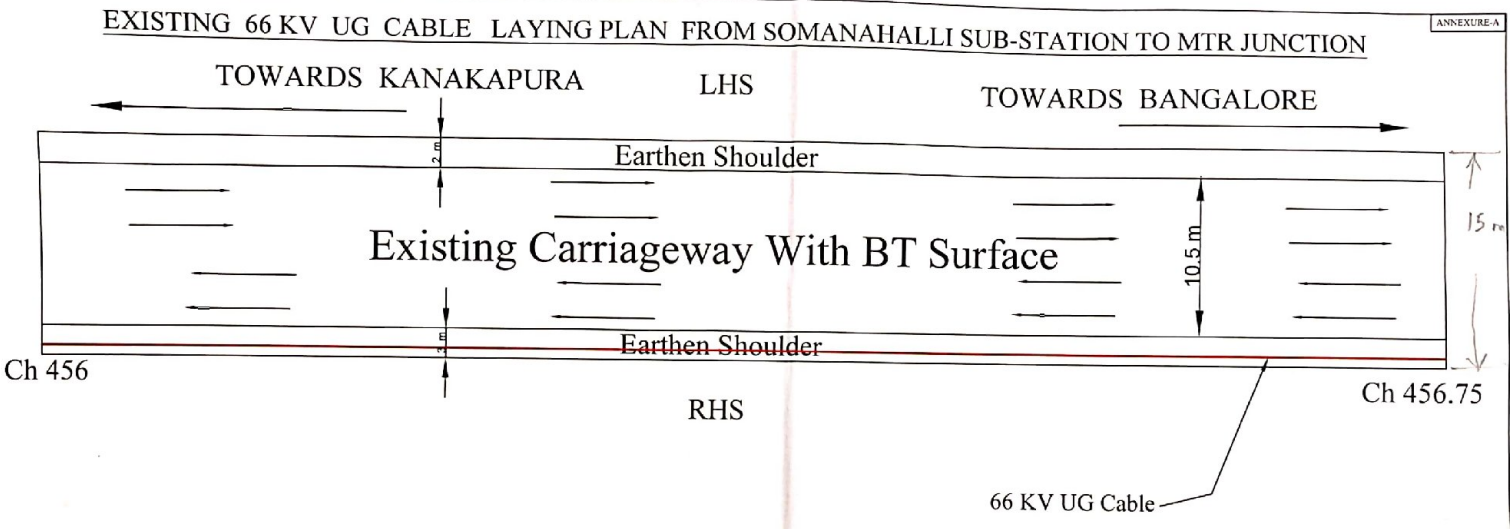 ANNEXURE-A
EXISTING 66 KV UG CABLE LAYING PLAN FROM SOMANAHALLI SUB-STATION TO MTR JUNCTION
TOWARDS KANAKAPURA
LHS
TOWARDS BANGALORE
2 m
Earthen Shoulder
15 m
Existing Carriageway With BT Surface
10.5 m
m
Earthen Shoulder
Ch 456
Ch 456.75
RHS
66 KV UG Cable